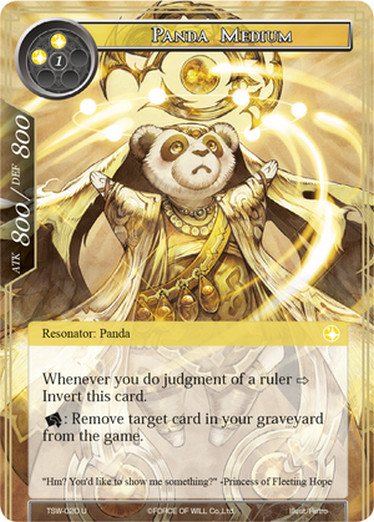 Panda Medium
1
ATK 800 / DEF 800
Resonator: Panda
Whenever you do judgment of a ruler ⇨
Invert this card.
: Remove target card in your graveyard
from the game.
"Hm? You'd like to show me something?" -Princess of Fleeting Hope
TSW-020 U ©FORCE OF WILL Co.,Ltd. Illust/Retro